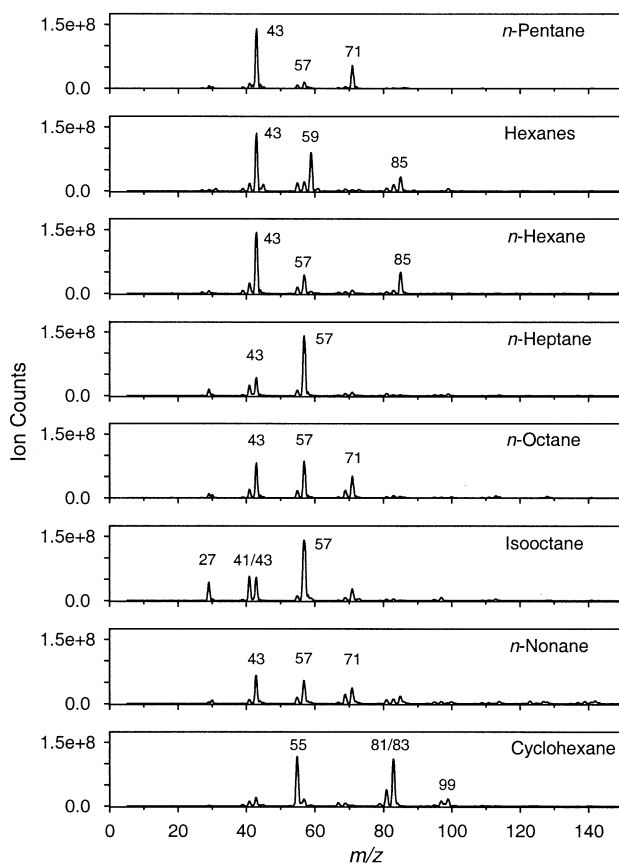 1.5e+8
0.0
43
57
71
n-Pentane
1.5e+8
0.0
43
59
85
Hexanes
1.5e+8
0.0
43
57
85
n-Hexane
1.5e+8
0.0
43
57
n-Heptane
1.5e+8
0.0
43
57
71
n-Octane
1.5e+8
0.0
27
41/43
57
Isooctane
1.5e+8
0.0
43
57
71
n-Nonane
1.5e+8
0.0
55
81/83
99
Cyclohexane
Ion Counts
0 20 40 60 80 100 120 140
m/z